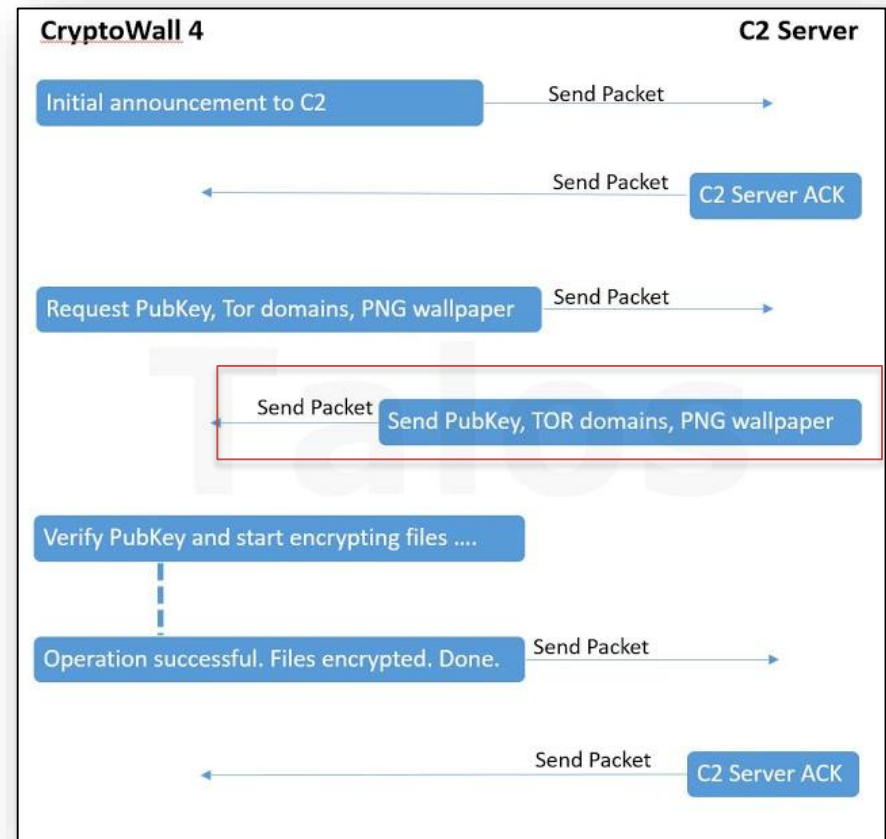 CryptoWall 4
C2 Server
Initial announcement to C2
Send Packet
Send Packet
C2 Server ACK
Request PubKey, Tor domains, PNG wallpaper
Send Packet
Send Packet
Send PubKey, TOR domains, PNG wallpaper
Talos
Verify PubKey and start encrypting files ....
Operation successful. Files encrypted. Done.
Send Packet
Send Packet
C2 Server ACK